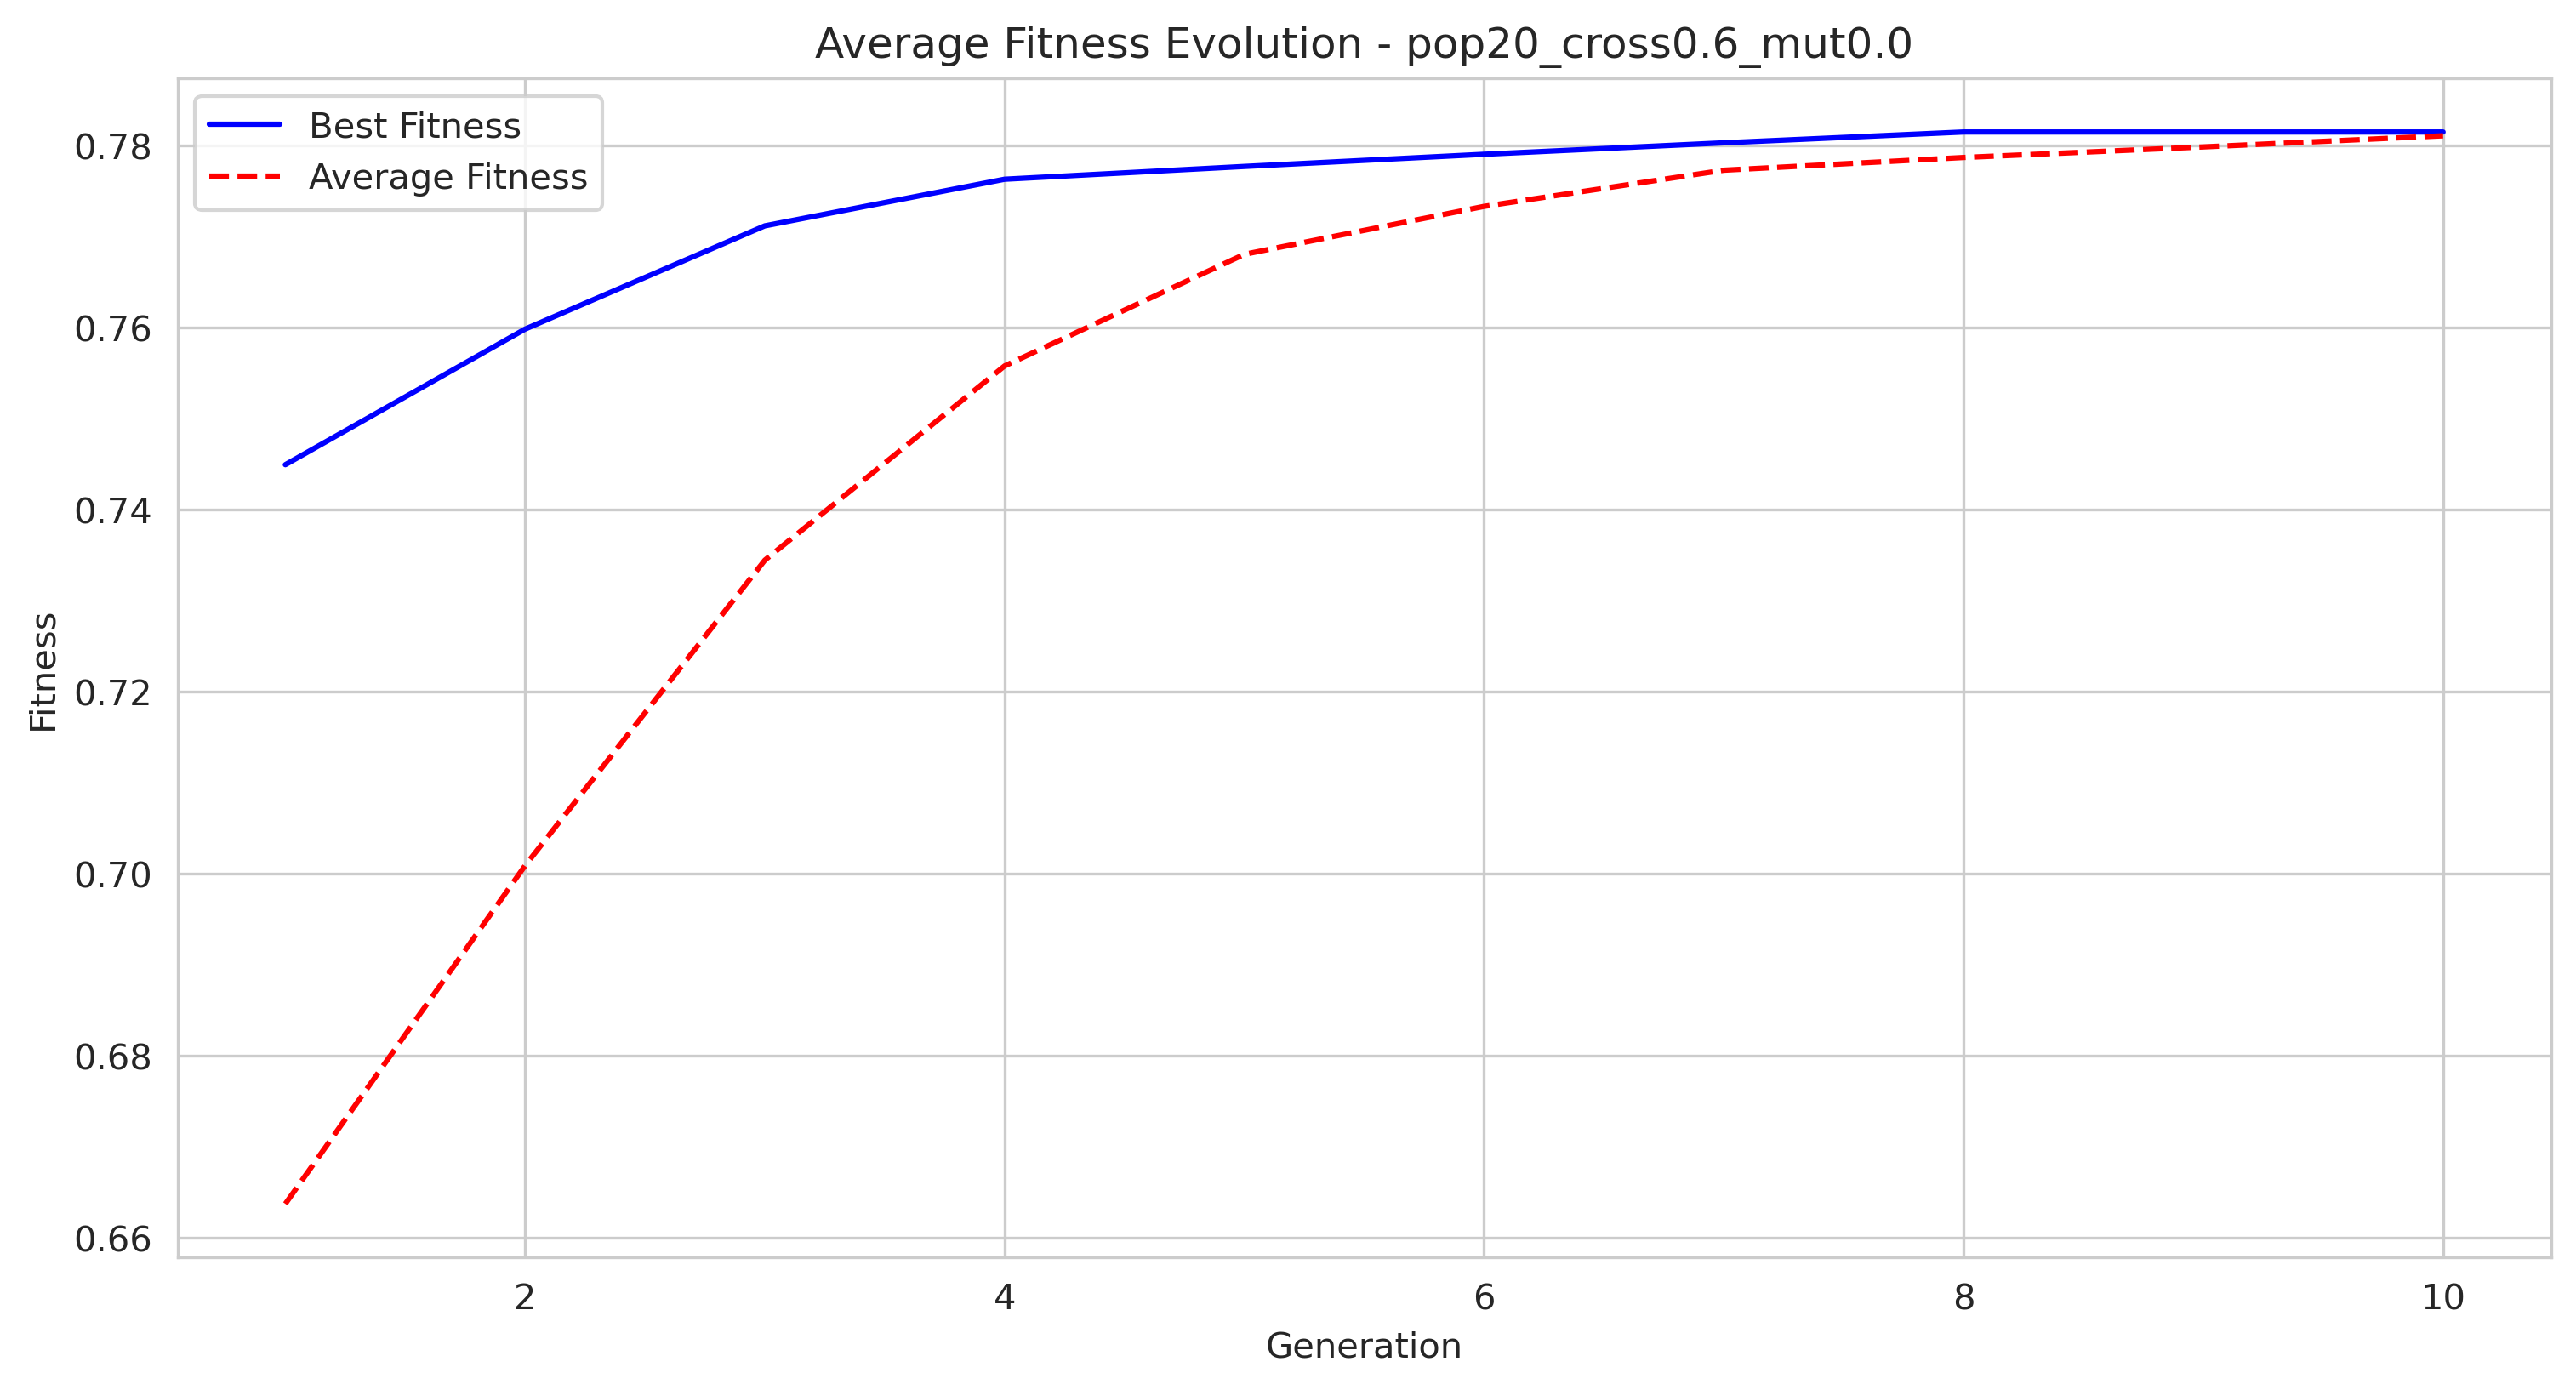 Average Fitness Evolution - pop20_cross0.6_mut0.0
Best Fitness
Average Fitness
0.78
0.76
0.74
0.72
0.70
0.68
0.66
Fitness
2 4 6 8 10
Generation